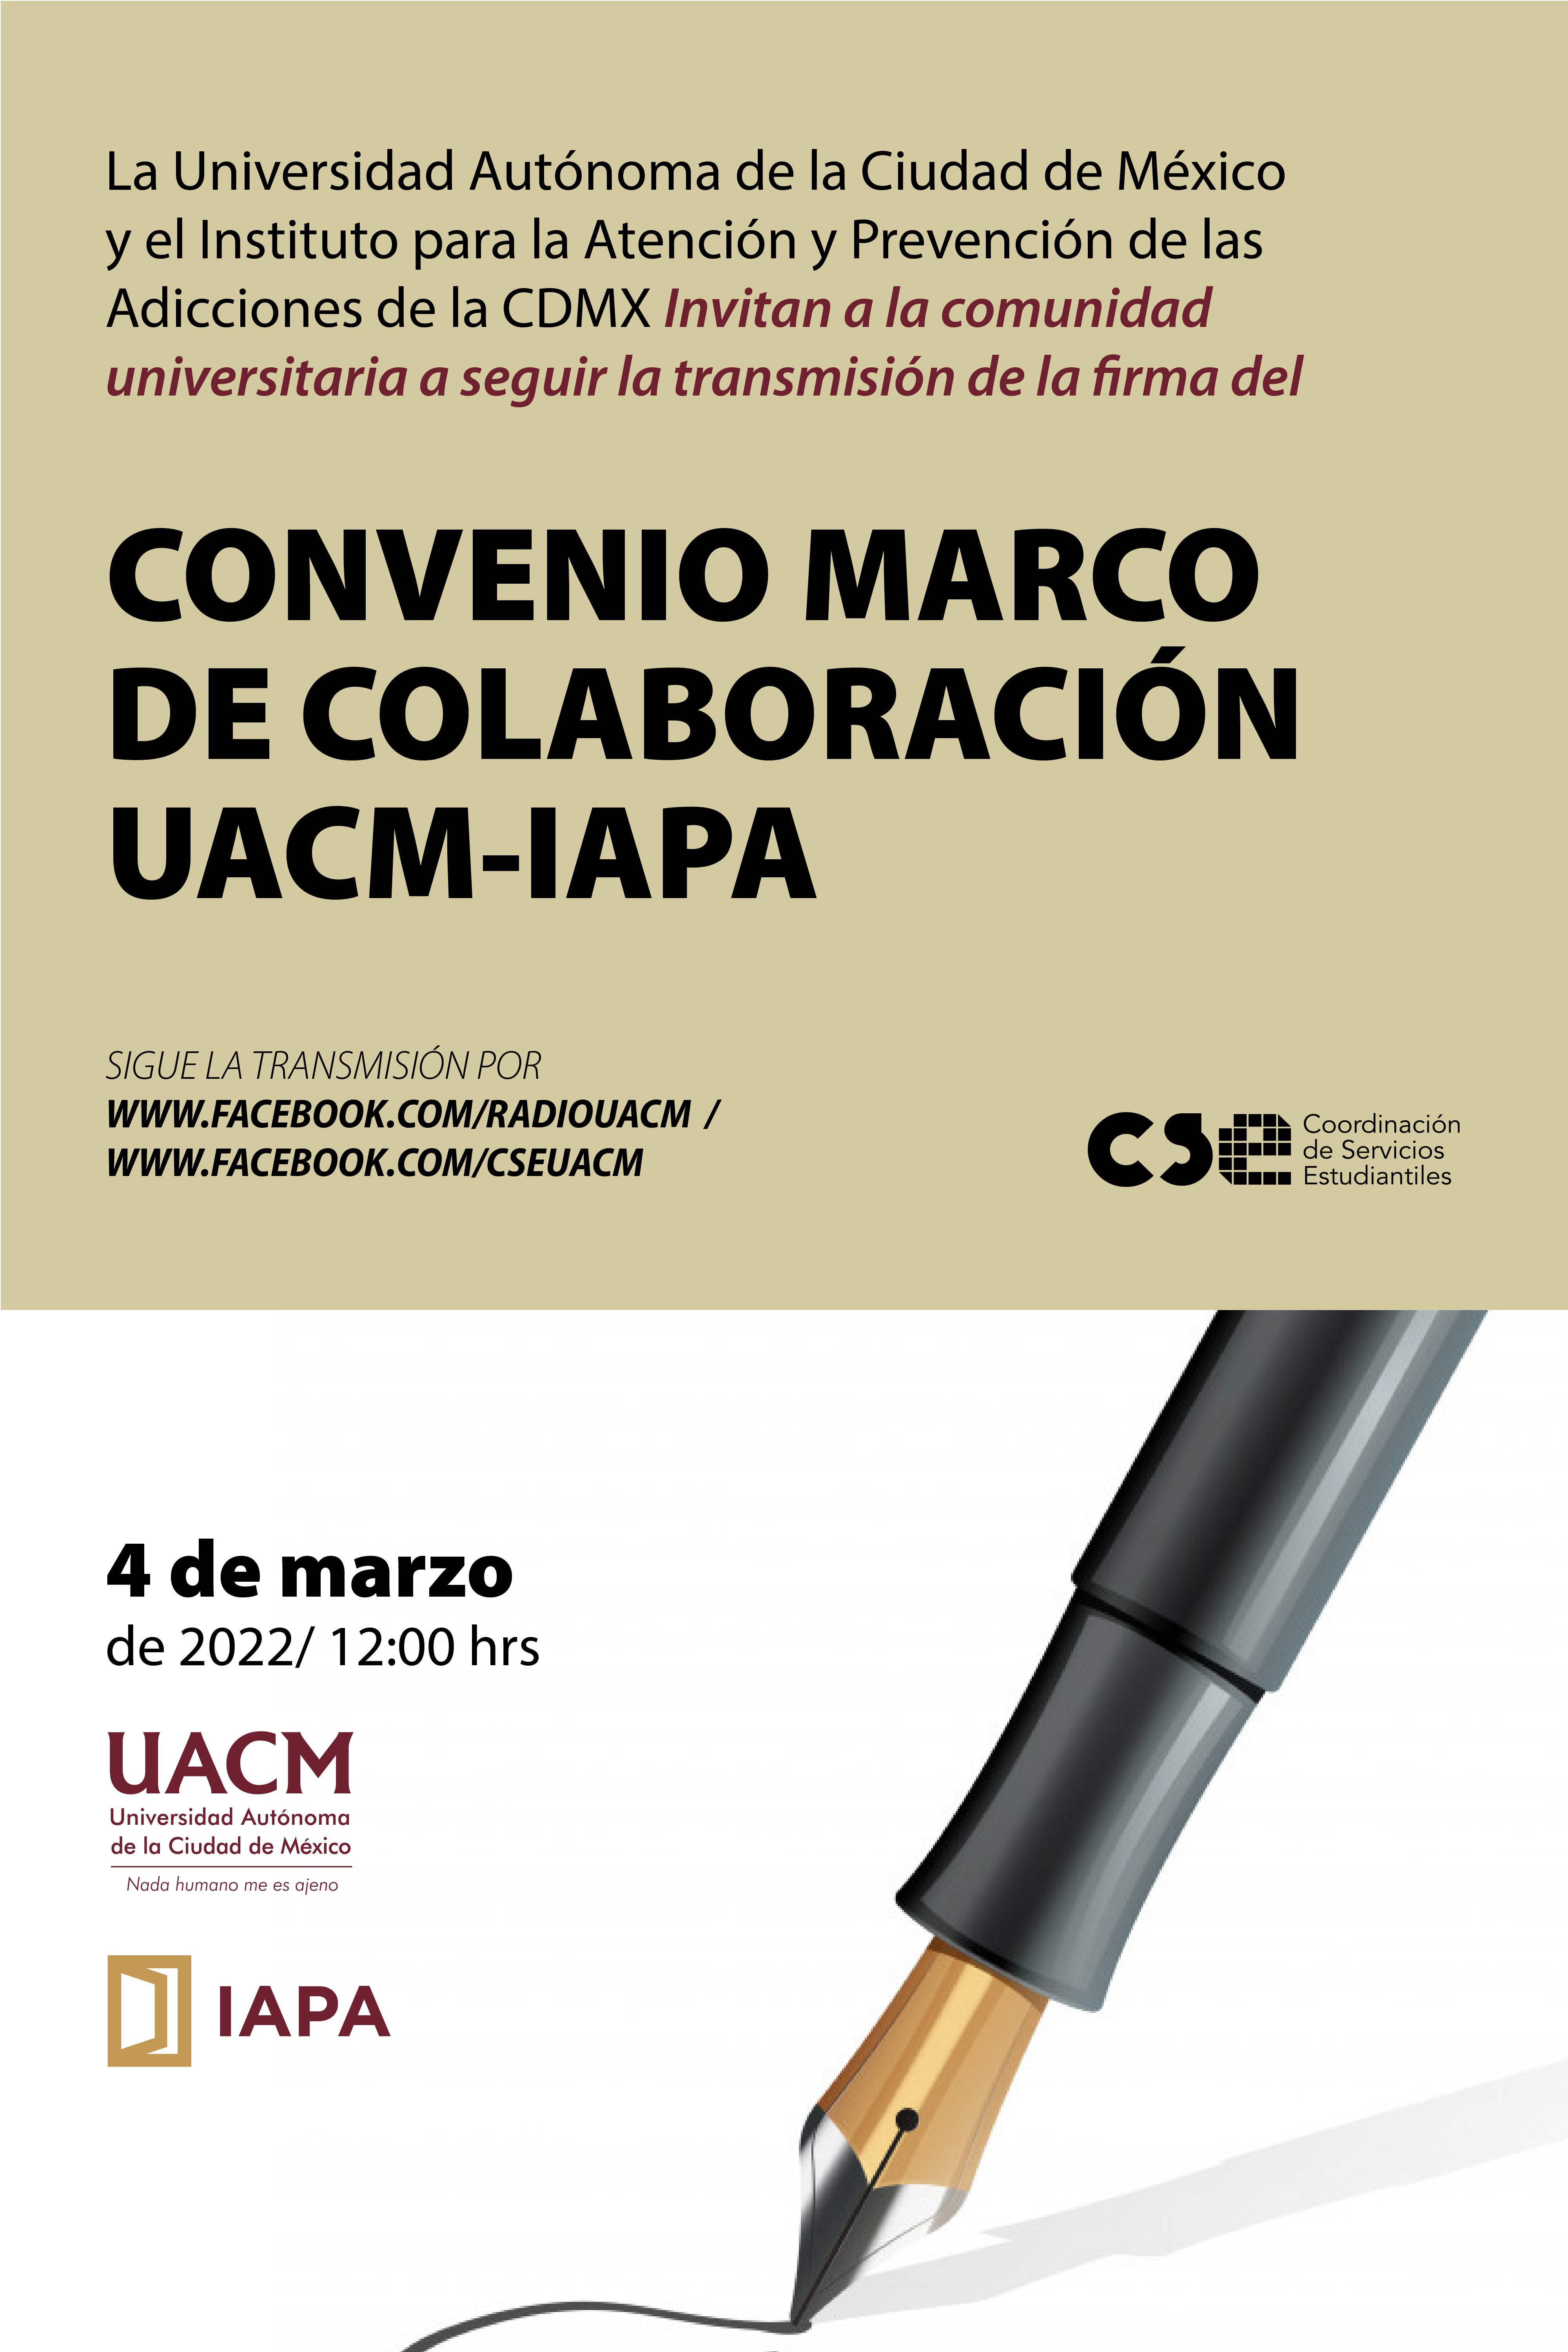 La Universidad Autónoma de la Ciudad de México
y el Instituto para la Atención y Prevención de las
Adicciones de la CDMX Invitan a la comunidad
universitaria a seguir la transmisión de la firma del
CONVENIO MARCO
DE COLABORACIÓN
UACM-IAPA
SIGUE LA TRANSMISIÓN POR
WWW.FACEBOOK.COM/RADIOUACM /
WWW.FACEBOOK.COM/CSEUACM
cse
Coordinación
de Servicios
Estudiantiles
4 de marzo
de 2022/ 12:00 hrs
UACM
Universidad Autónoma
de la Ciudad de México
Nada humano me es ajeno
IAPA